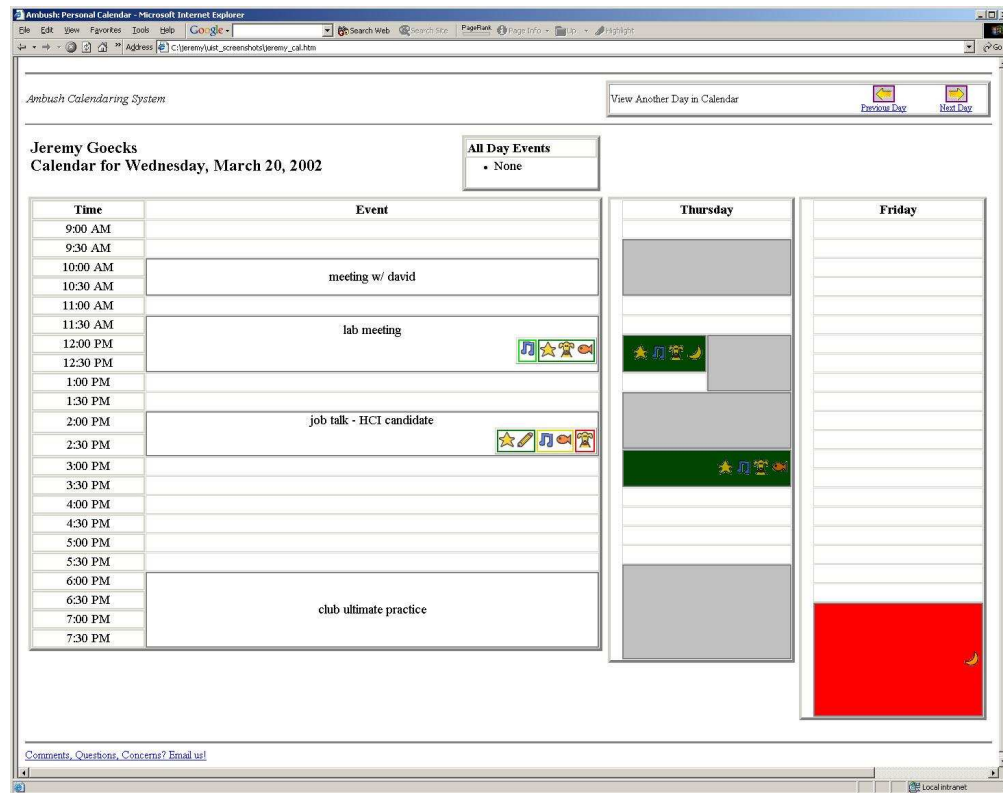 Ambush: Personal Calendar - Microsoft Internet Explorer
File Edit View Favorites Tools Help Google Search Web Search Site PageRank Page Info Up Highlight
Address C:\jeremy\uist_screenshots\jeremy_cal.htm Go
Ambush Calendaring System
View Another Day in Calendar
Previous Day Next Day
Jeremy Goecks
Calendar for Wednesday, March 20, 2002
All Day Events
• None
Time Event Thursday Friday
9:00 AM
9:30 AM
10:00 AM
meeting w/ david
10:30 AM
11:00 AM
11:30 AM
lab meeting
12:00 PM
12:30 PM
1:00 PM
1:30 PM
2:00 PM
job talk - HCI candidate
2:30 PM
3:00 PM
3:30 PM
4:00 PM
4:30 PM
5:00 PM
5:30 PM
6:00 PM
6:30 PM
club ultimate practice
7:00 PM
7:30 PM
Comments, Questions, Concerns? Email us!
Local intranet